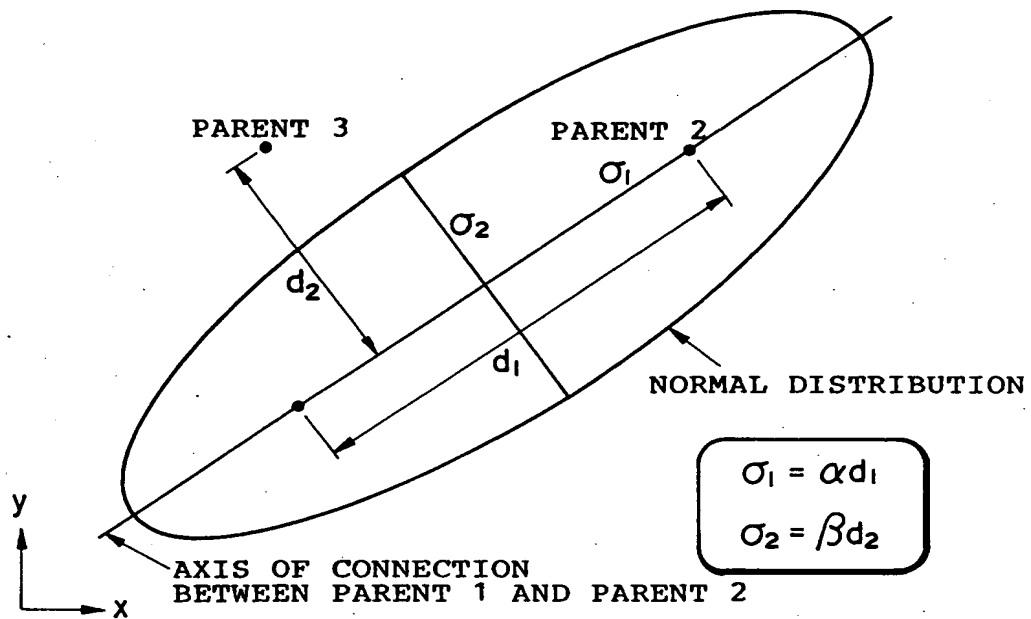 PARENT 3
PARENT 2
σ1
σ2
d2
d1
NORMAL DISTRIBUTION
σ1 = αd1
σ2 = βd2
y
x
AXIS OF CONNECTION
BETWEEN PARENT 1 AND PARENT 2